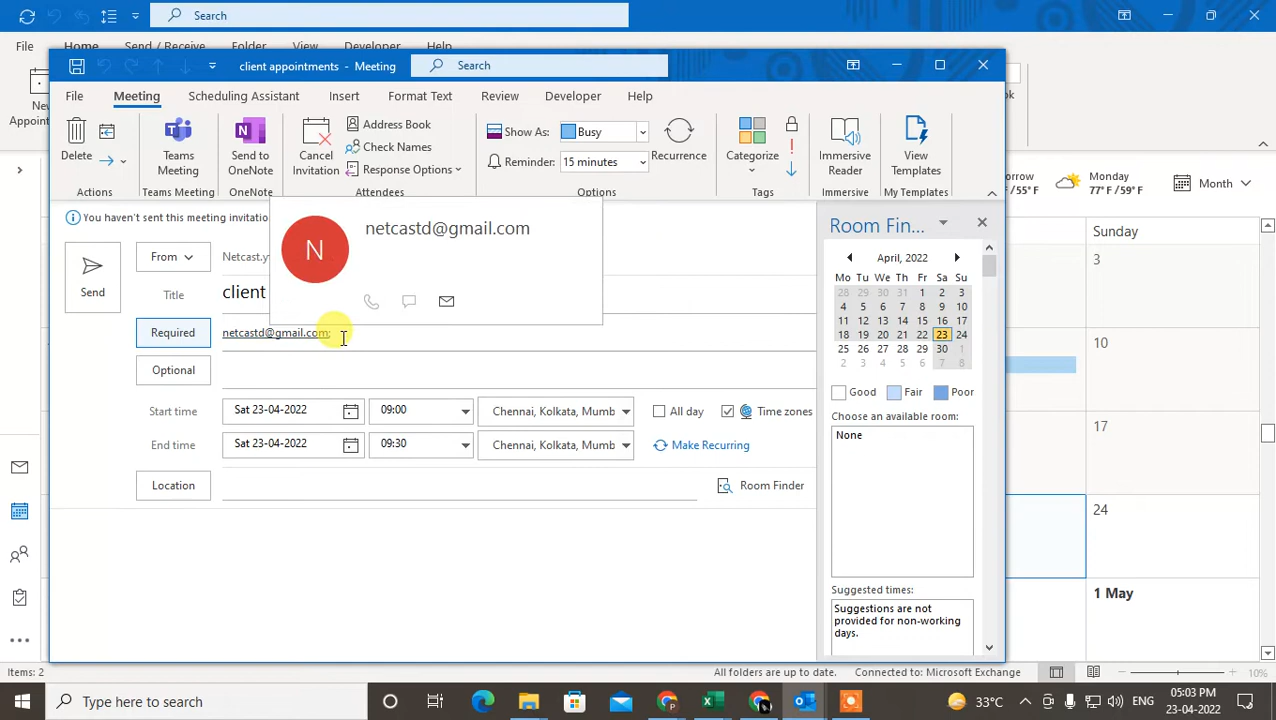 Search
File Home Send / Receive Folder View Developer Help
client appointments - Meeting Search
File Meeting Scheduling Assistant Insert Format Text Review Developer Help
New
Delete
Actions
Teams
Meeting
Teams Meeting
Send to
OneNote
OneNote
Cancel
Invitation
Address Book
Check Names
Response Options
Attendees
Show As: Busy
Reminder: 15 minutes
Recurrence
Options
Categorize
Tags
Immersive
Reader
Immersive
View
Templates
My Templates
You haven't sent this meeting invitatio
N
netcastd@gmail.com
Send
From
Title client
Required netcastd@gmail.com;
Optional
Start time Sat 23-04-2022 09:00 Chennai, Kolkata, Mumb All day Time zones
End time Sat 23-04-2022 09:30 Chennai, Kolkata, Mumb Make Recurring
Location Room Finder
Room Fin...
April, 2022
Mo Tu We Th Fr Sa Su
28 29 30 31 1 2 3
4 5 6 7 8 9 10
11 12 13 14 15 16 17
18 19 20 21 22 23 24
25 26 27 28 29 30 1
2 3 4 5 6 7 8
Good Fair Poor
Choose an available room:
None
Suggested times:
Suggestions are not
provided for non-working
days.
Monday
/ 55°F 77°F / 59°F
Month
Sunday
3
10
17
24
1 May
Items: 2 All folders are up to date. Connected to: Microsoft Exchange 10%
Type here to search
33°C ENG 05:03 PM
23-04-2022